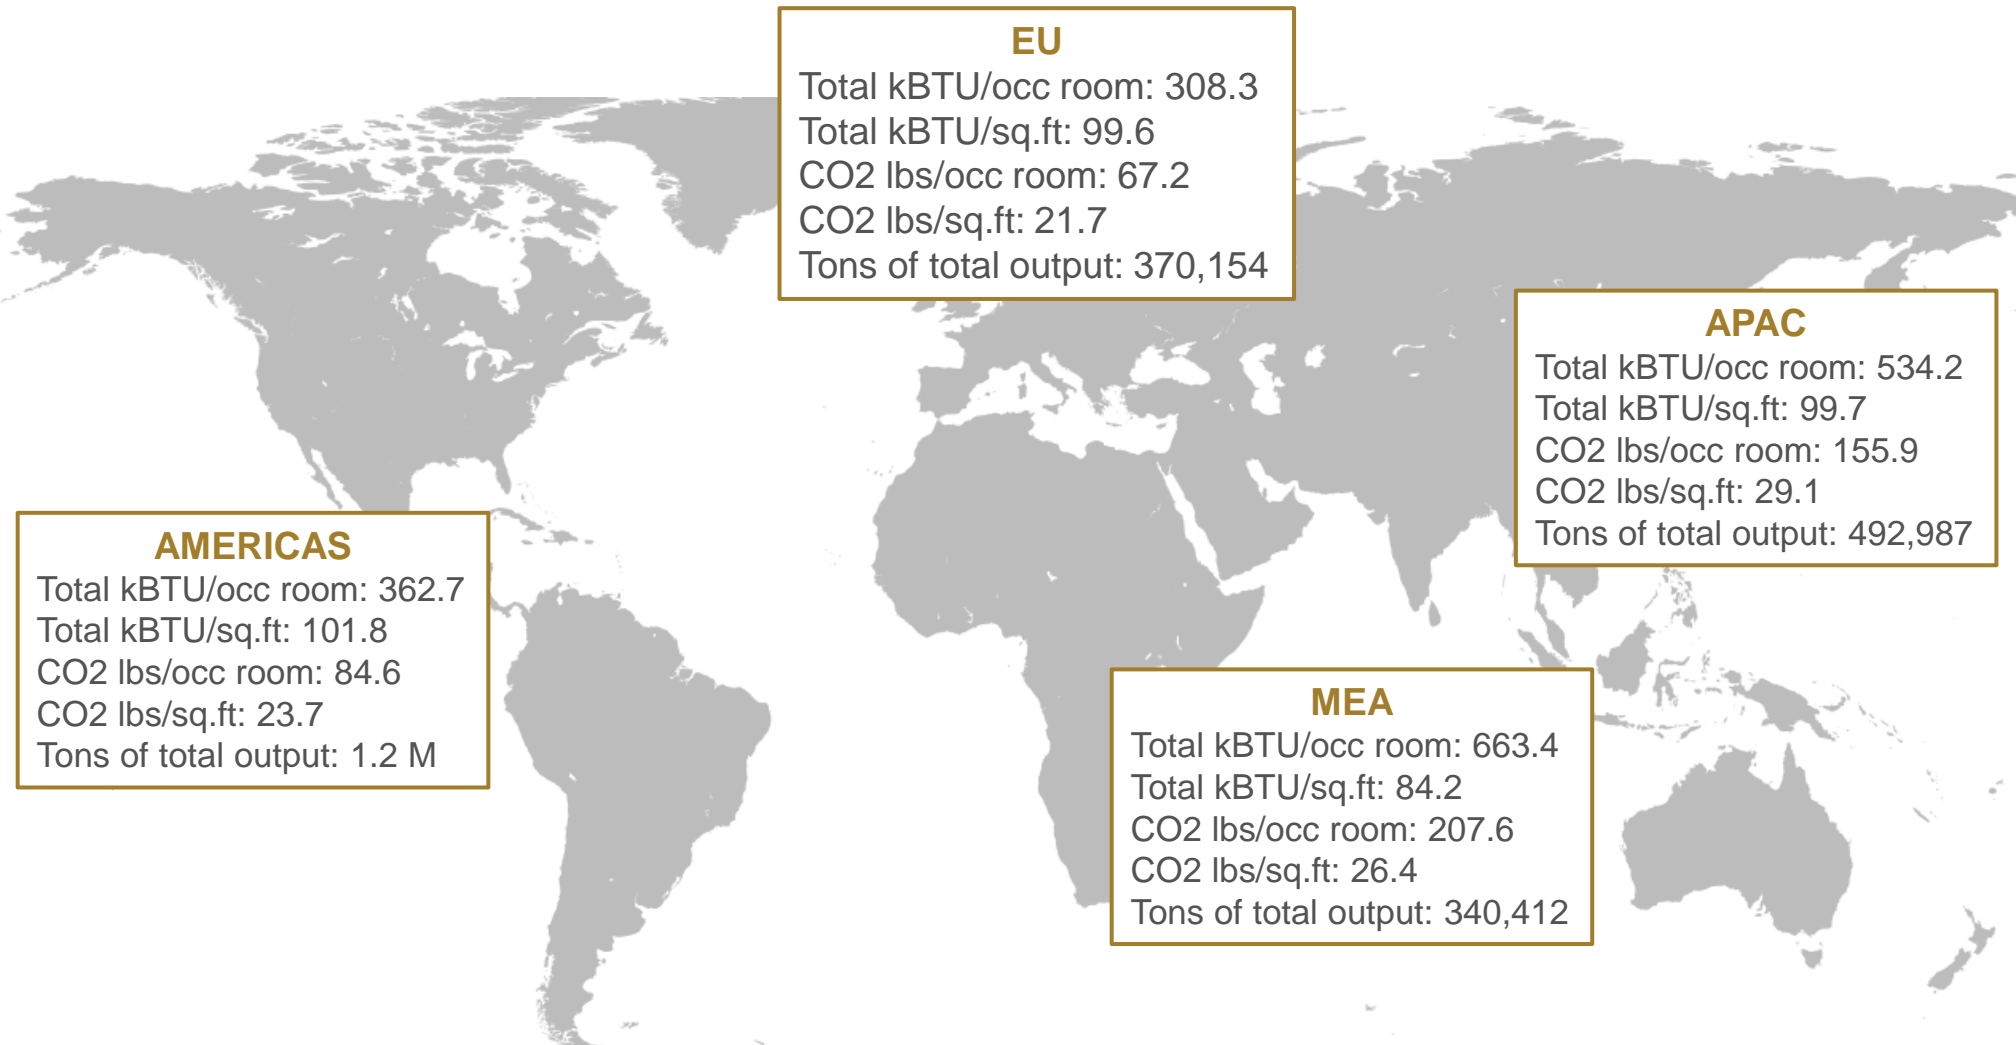 EU
Total kBTU/occ room: 308.3
Total kBTU/sq.ft: 99.6
CO2 lbs/occ room: 67.2
CO2 lbs/sq.ft: 21.7
Tons of total output: 370,154
APAC
Total kBTU/occ room: 534.2
Total kBTU/sq.ft: 99.7
CO2 lbs/occ room: 155.9
CO2 lbs/sq.ft: 29.1
Tons of total output: 492,987
AMERICAS
Total kBTU/occ room: 362.7
Total kBTU/sq.ft: 101.8
CO2 lbs/occ room: 84.6
CO2 lbs/sq.ft: 23.7
Tons of total output: 1.2 M
MEA
Total kBTU/occ room: 663.4
Total kBTU/sq.ft: 84.2
CO2 lbs/occ room: 207.6
CO2 lbs/sq.ft: 26.4
Tons of total output: 340,412